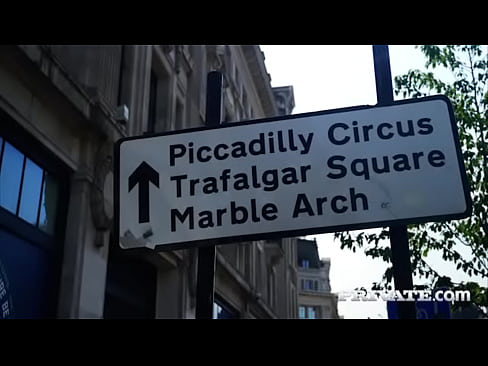 Piccadilly Circus
Trafalgar Square
Marble Arch
PRIVATE.com